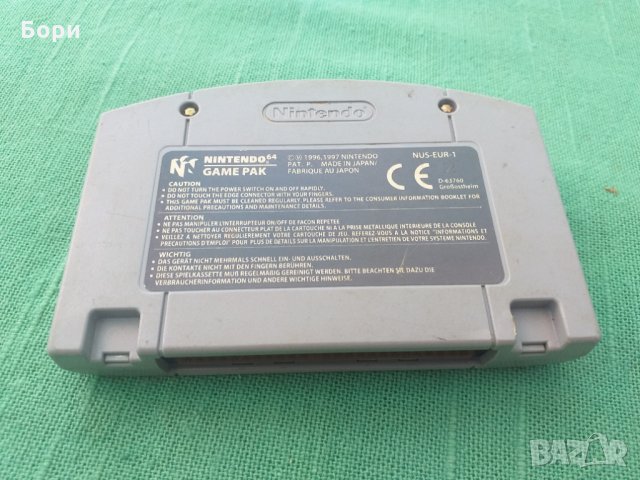 Бори
Nintendo
NINTENDO 64
GAME PAK
© 1996,1997 NINTENDO
PAT. P. MADE IN JAPAN/
FABRIQUE AU JAPON
NUS-EUR-1
CE
D-63760
Großostheim
CAUTION
• DO NOT TURN THE POWER SWITCH ON AND OFF RAPIDLY.
• DO NOT TOUCH THE EDGE CONNECTOR WITH YOUR FINGERS.
• THIS GAME PAK MUST BE CLEANED REGULARLY. PLEASE REFER TO THE CONSUMER INFORMATION BOOKLET FOR
ADDITIONAL PRECAUTIONS AND MAINTENANCE.
ATTENTION
• NE PAS MANIPULER L'INTERRUPTEUR ON/OFF DE FACON REPETEE
• NE PAS TOUCHER AU CONNECTEUR PLAT DE LA CARTOUCHE NI A LA PRISE METALLIQUE INTERIEURE DE LA CONSOLE
• VEILLEZ A NETTOYER REGULIEREMENT VOTRE CARTOUCHE DE JEU. REFEREZ-VOUS A LA NOTICE "INFORMATIONS ET
PRECAUTIONS D'EMPLOI" POUR PLUS DE DETAILS SUR LA MANIPULATION ET L'ENTRETIEN DE VOTRE SYSTEME NINTENDO.
WICHTIG
• DAS GERÄT NICHT MEHRMALS SCHNELL EIN- UND AUSSCHALTEN.
• DIE KONTAKTE NICHT MIT DEN FINGERN BERÜHREN.
• DIESE SPIELKASSETTE MUß REGELMÄßIG GEREINIGT WERDEN. BITTE BEACHTEN SIE DAZU DIE
VERBRAUCHERINFORMATION UND ANDERE WICHTIGE HINWEISE.
BAZAR